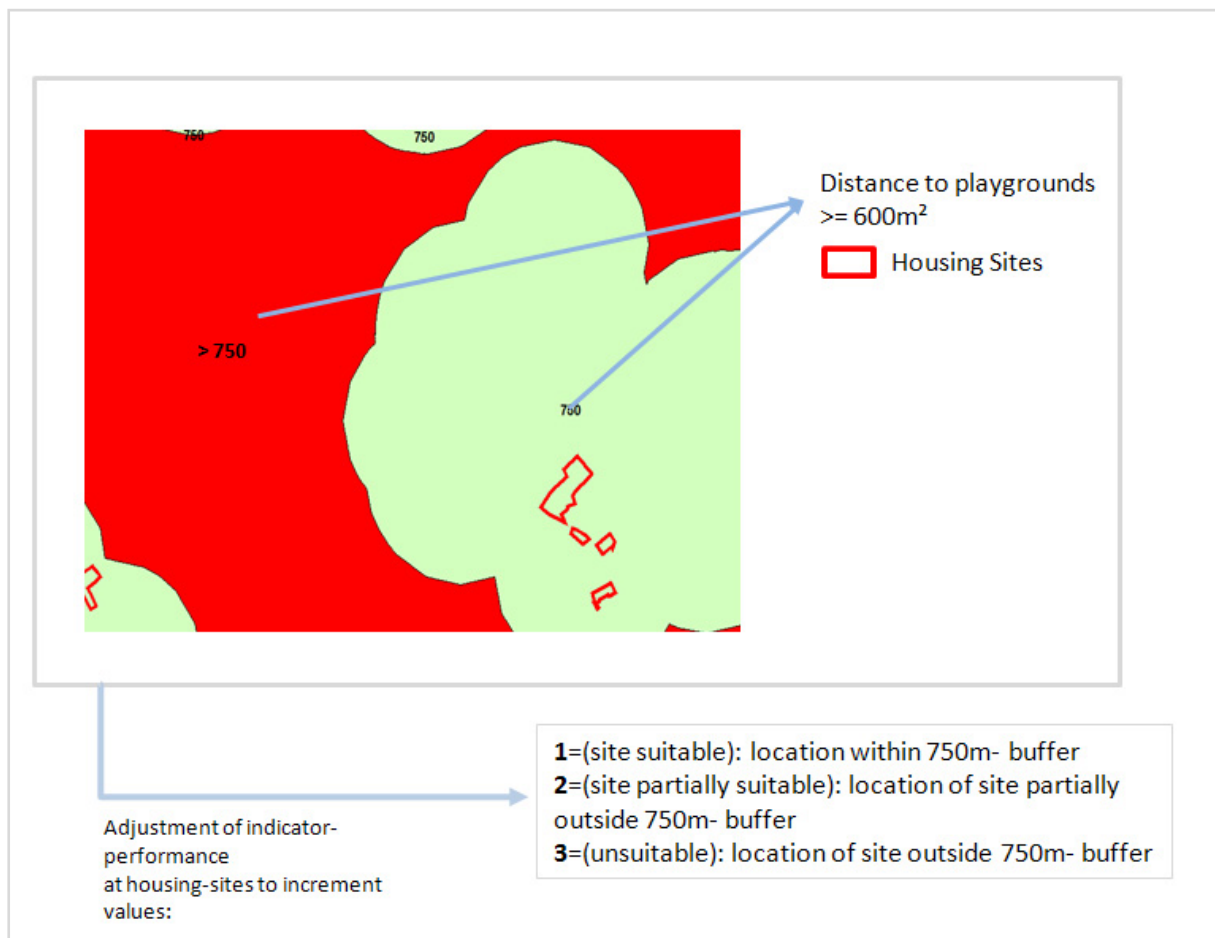 750
750
Distance to playgrounds
>= 600m²
Housing Sites
> 750
750
1=(site suitable): location within 750m- buffer
2=(site partially suitable): location of site partially
outside 750m- buffer
3=(unsuitable): location of site outside 750m- buffer
Adjustment of indicator-
performance
at housing-sites to increment
values: